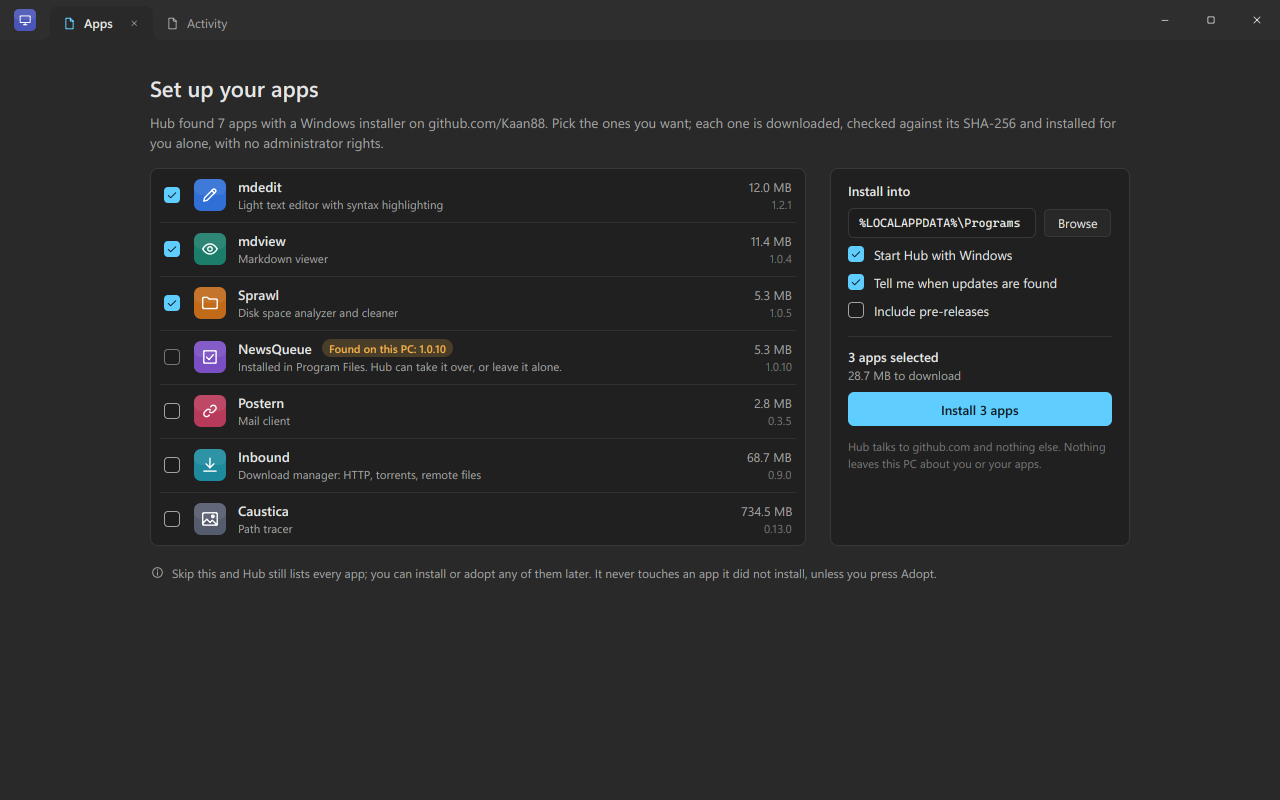 Apps
Activity
Set up your apps
Hub found 7 apps with a Windows installer on github.com/Kaan88. Pick the ones you want; each one is downloaded, checked against its SHA-256 and installed for
you alone, with no administrator rights.
mdedit
12.0 MB
Light text editor with syntax highlighting
1.2.1
mdview
11.4 MB
Markdown viewer
1.0.4
Sprawl
5.3 MB
Disk space analyzer and cleaner
1.0.5
NewsQueue
Found on this PC: 1.0.10
5.3 MB
Installed in Program Files. Hub can take it over, or leave it alone.
1.0.10
Postern
2.8 MB
Mail client
0.3.5
Inbound
68.7 MB
Download manager: HTTP, torrents, remote files
0.9.0
Caustica
734.5 MB
Path tracer
0.13.0
Install into
%LOCALAPPDATA%\Programs
Browse
Start Hub with Windows
Tell me when updates are found
Include pre-releases
3 apps selected
28.7 MB to download
Install 3 apps
Hub talks to github.com and nothing else. Nothing
leaves this PC about you or your apps.
Skip this and Hub still lists every app; you can install or adopt any of them later. It never touches an app it did not install, unless you press Adopt.